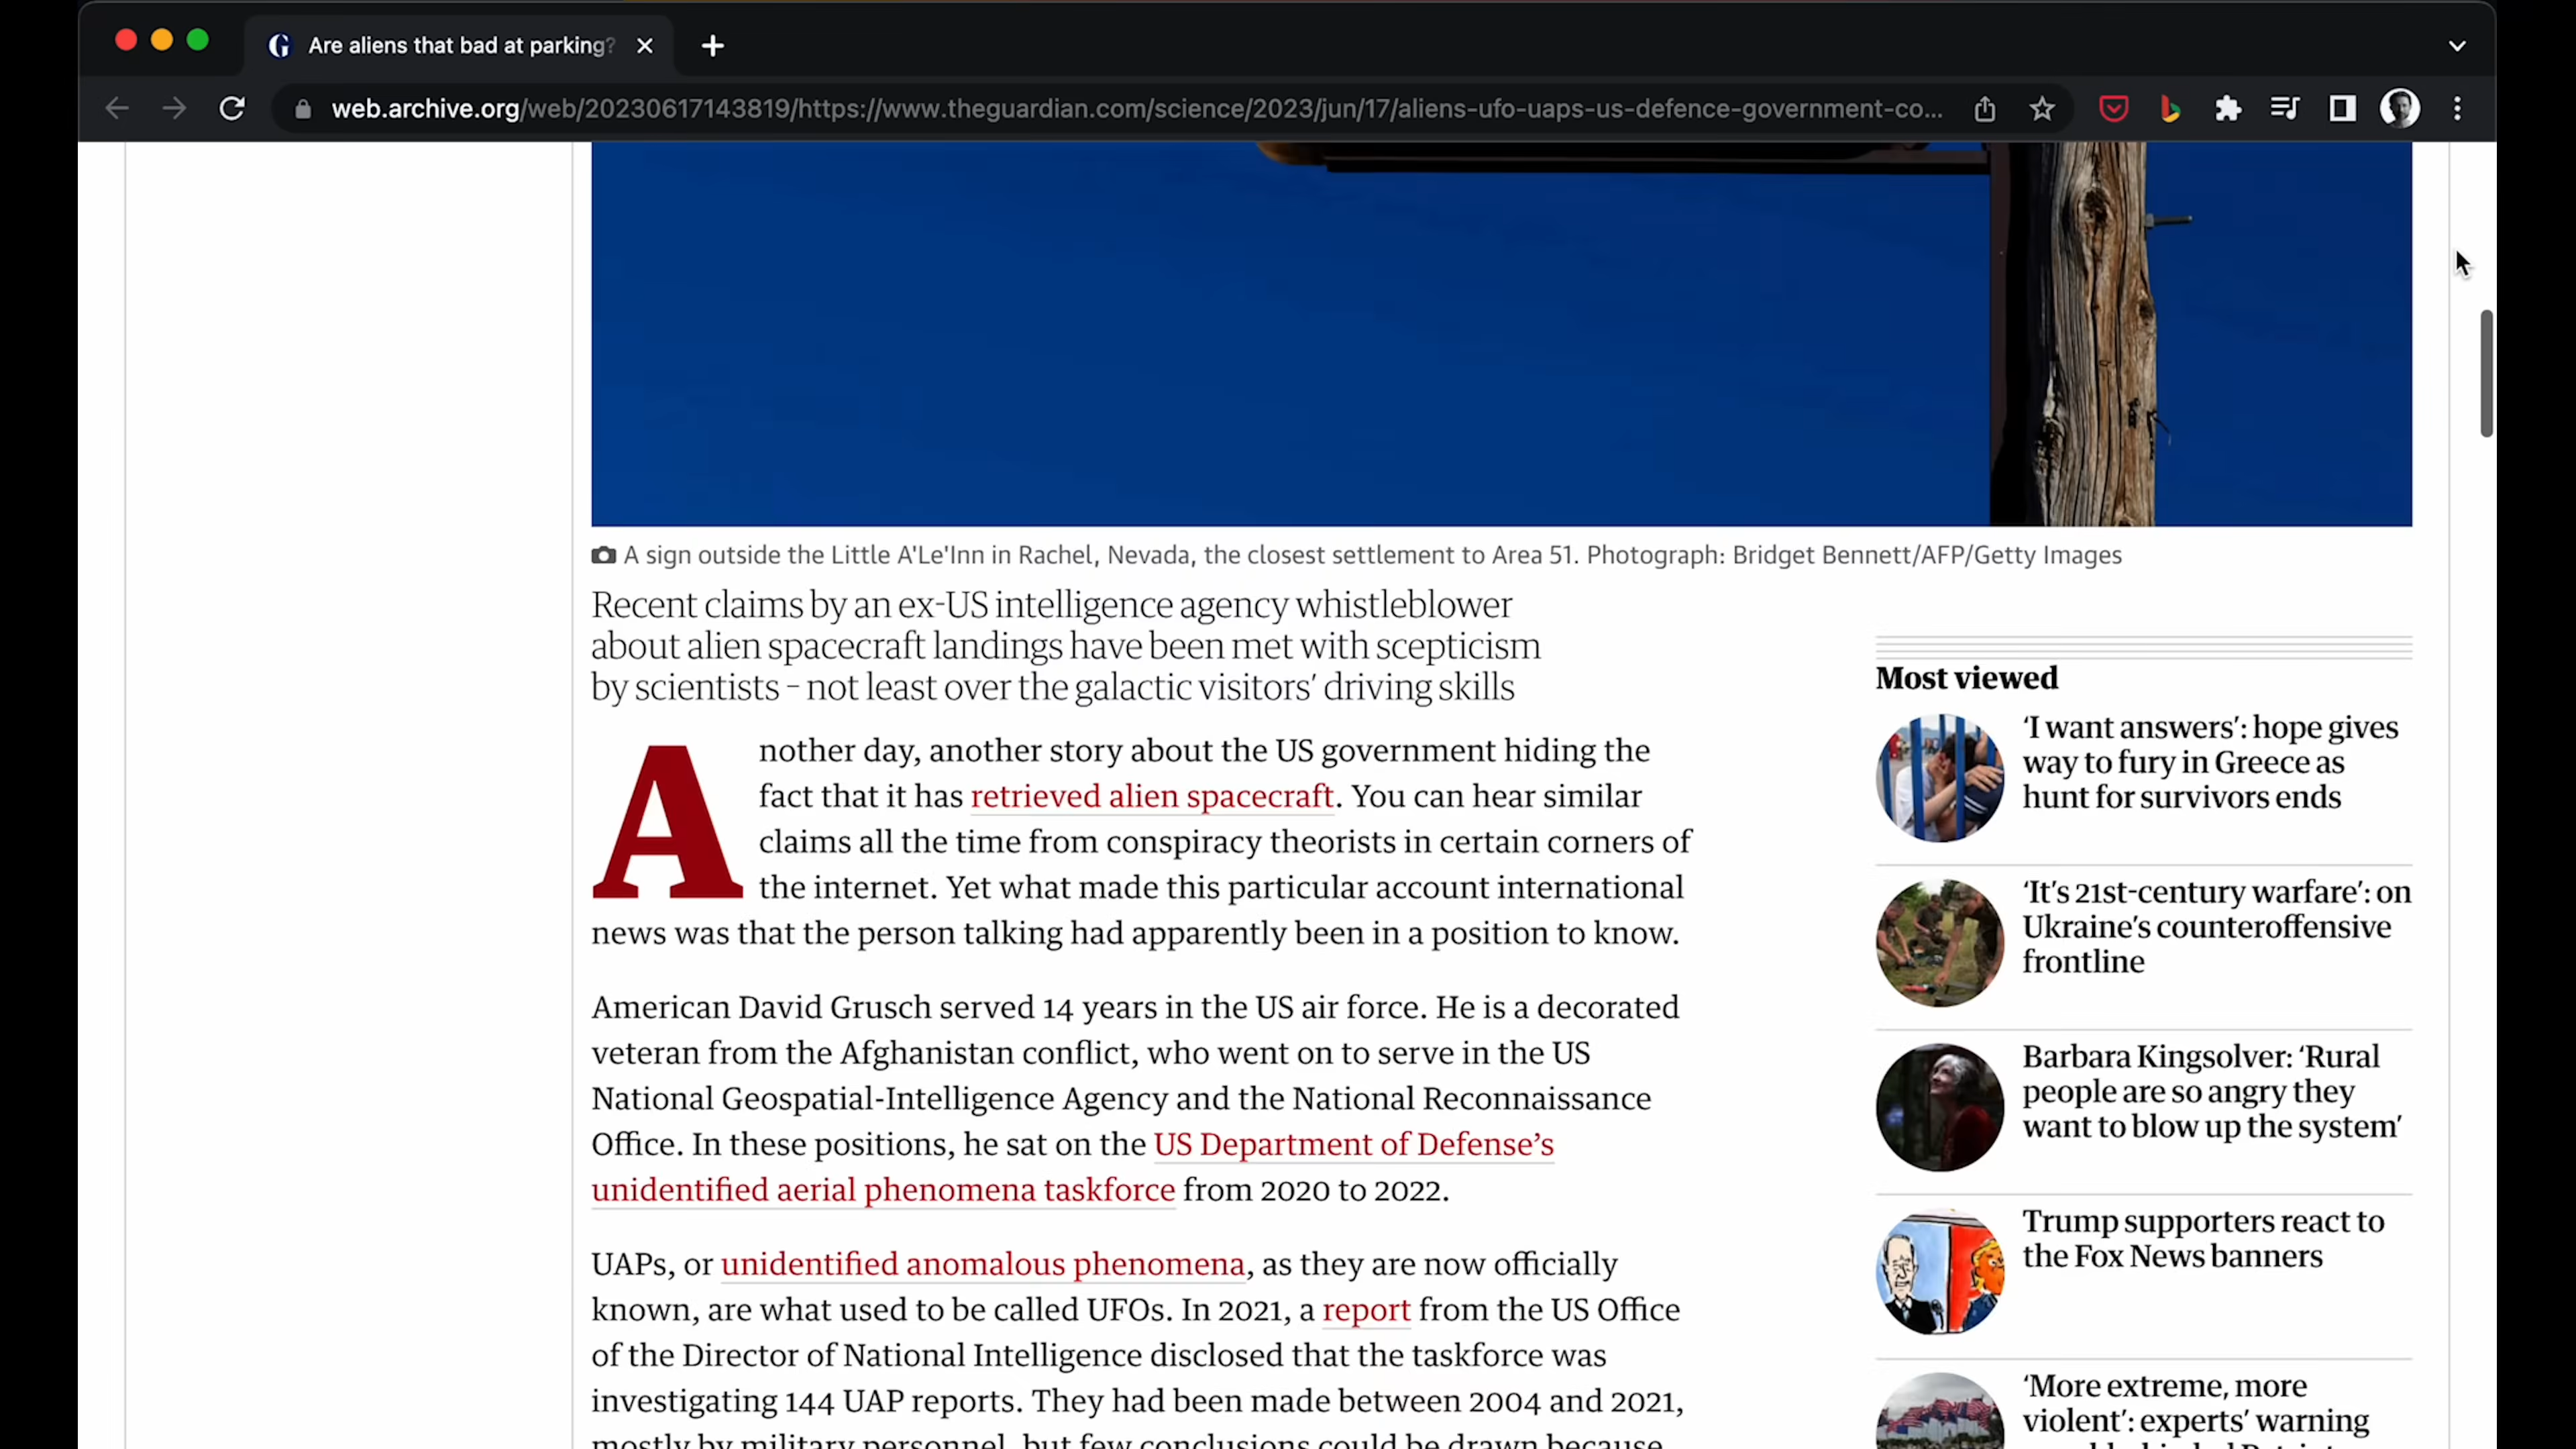 Are aliens that bad at parking?
web.archive.org/web/20230617143819/https://www.theguardian.com/science/2023/jun/17/aliens-ufo-uaps-us-defence-government-co...
A sign outside the Little A'Le'Inn in Rachel, Nevada, the closest settlement to Area 51. Photograph: Bridget Bennett/AFP/Getty Images
Recent claims by an ex-US intelligence agency whistleblower
about alien spacecraft landings have been met with scepticism
by scientists – not least over the galactic visitors’ driving skills
Another day, another story about the US government hiding the
fact that it has retrieved alien spacecraft. You can hear similar
claims all the time from conspiracy theorists in certain corners of
the internet. Yet what made this particular account international
news was that the person talking had apparently been in a position to know.
American David Grusch served 14 years in the US air force. He is a decorated
veteran from the Afghanistan conflict, who went on to serve in the US
National Geospatial-Intelligence Agency and the National Reconnaissance
Office. In these positions, he sat on the US Department of Defense’s
unidentified aerial phenomena taskforce from 2020 to 2022.
UAPs, or unidentified anomalous phenomena, as they are now officially
known, are what used to be called UFOs. In 2021, a report from the US Office
of the Director of National Intelligence disclosed that the taskforce was
investigating 144 UAP reports. They had been made between 2004 and 2021,
mostly by military personnel, but few conclusions could be drawn because
Most viewed
‘I want answers’: hope gives
way to fury in Greece as
hunt for survivors ends
‘It’s 21st-century warfare’: on
Ukraine’s counteroffensive
frontline
Barbara Kingsolver: ‘Rural
people are so angry they
want to blow up the system’
Trump supporters react to
the Fox News banners
‘More extreme, more
violent’: experts’ warning